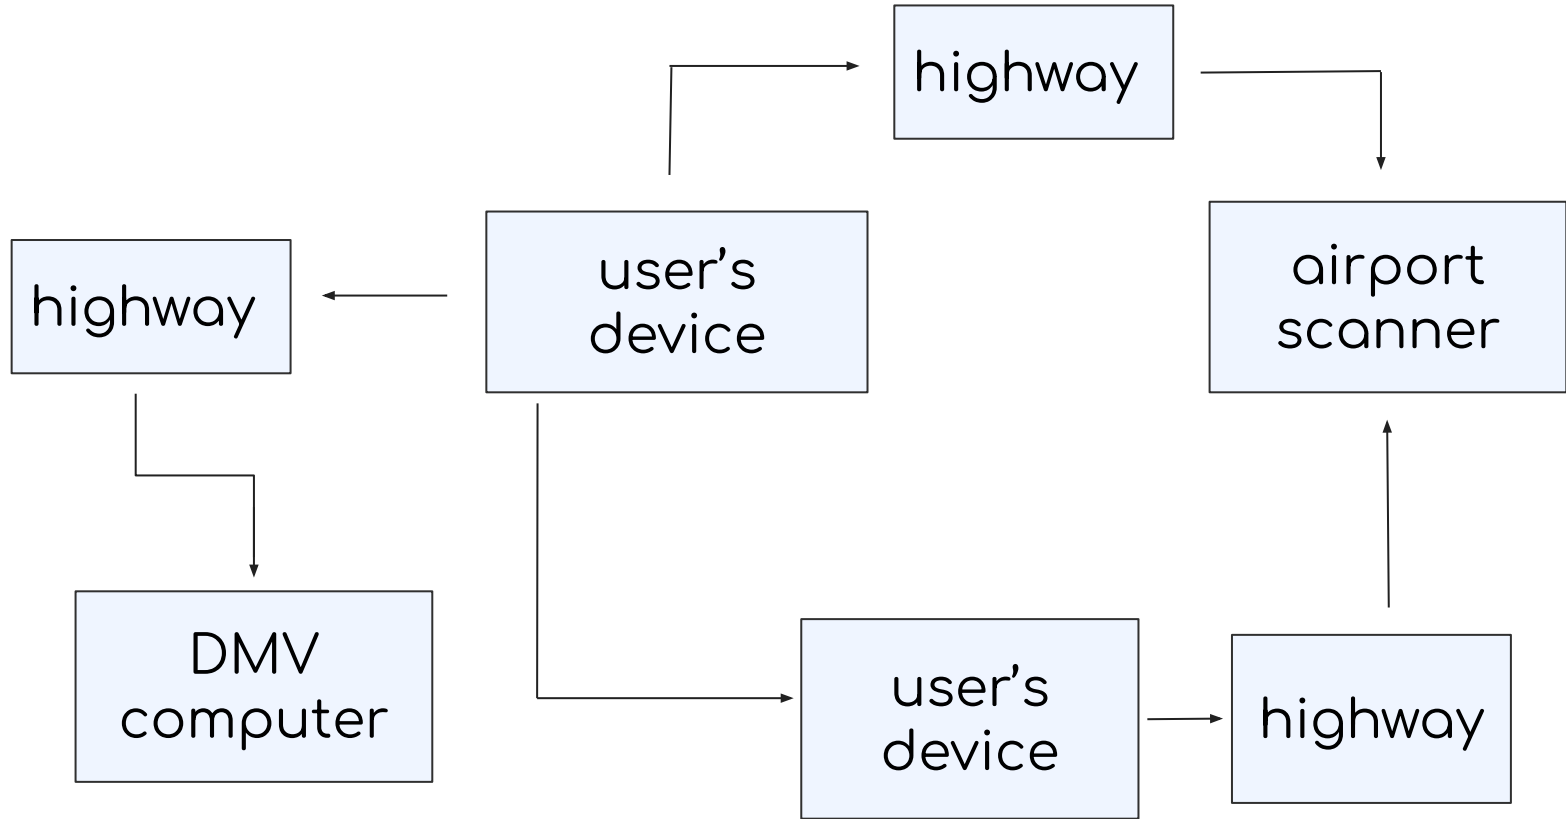 highway
user’s
device
airport
scanner
highway
DMV
computer
user’s
device
highway